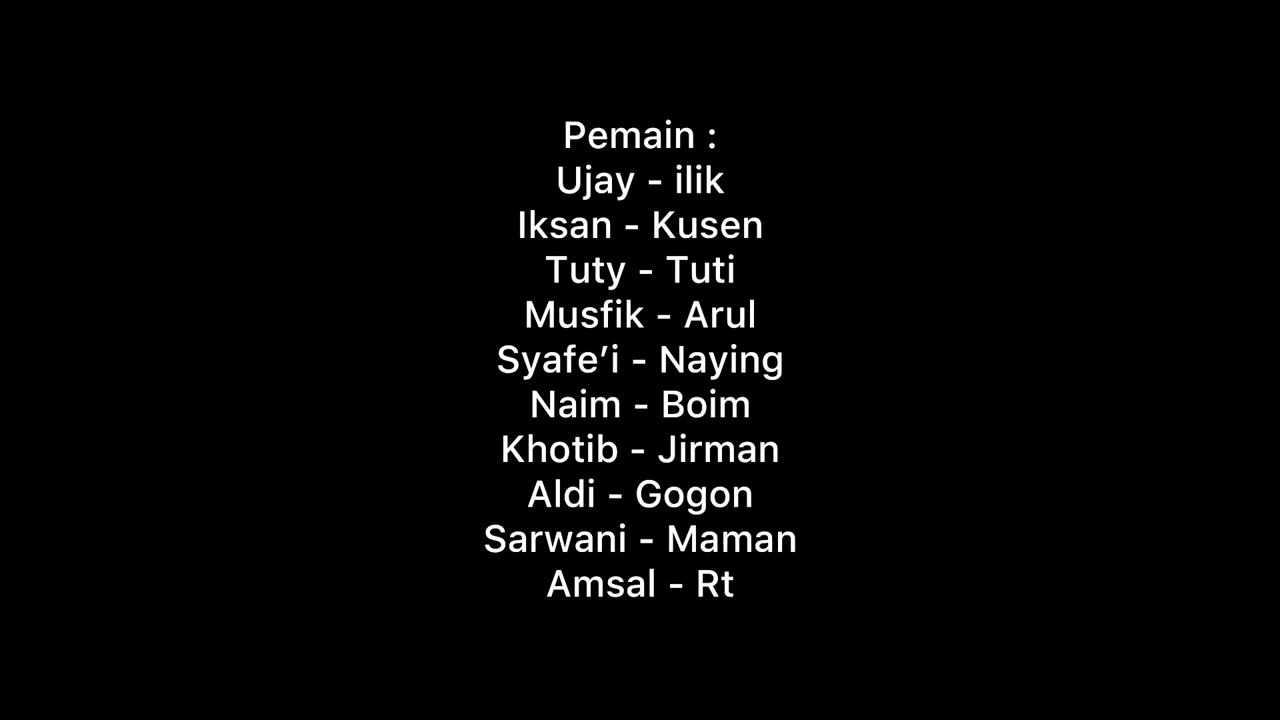 Pemain :
Ujay - ilik
Iksan - Kusen
Tuty - Tuti
Musfik - Arul
Syafe’i - Naying
Naim - Boim
Khotib - Jirman
Aldi - Gogon
Sarwani - Maman
Amsal - Rt